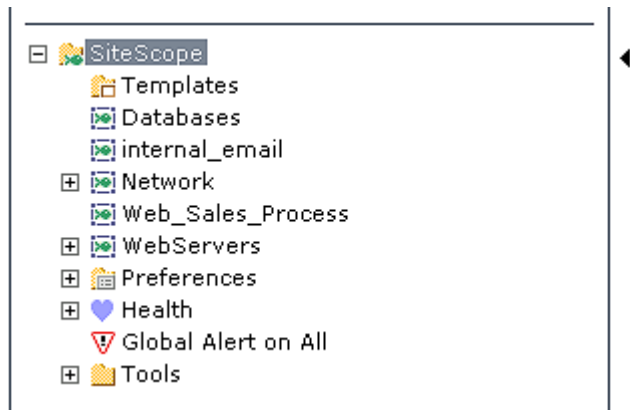 SiteScope
Templates
Databases
internal_email
Network
Web_Sales_Process
WebServers
Preferences
Health
Global Alert on All
Tools